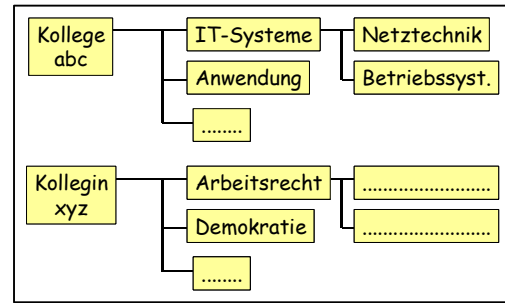 Kollege
abc
IT-Systeme
Netztechnik
Anwendung
Betriebssyst.
........
Kollegin
xyz
Arbeitsrecht
........................
Demokratie
........................
........